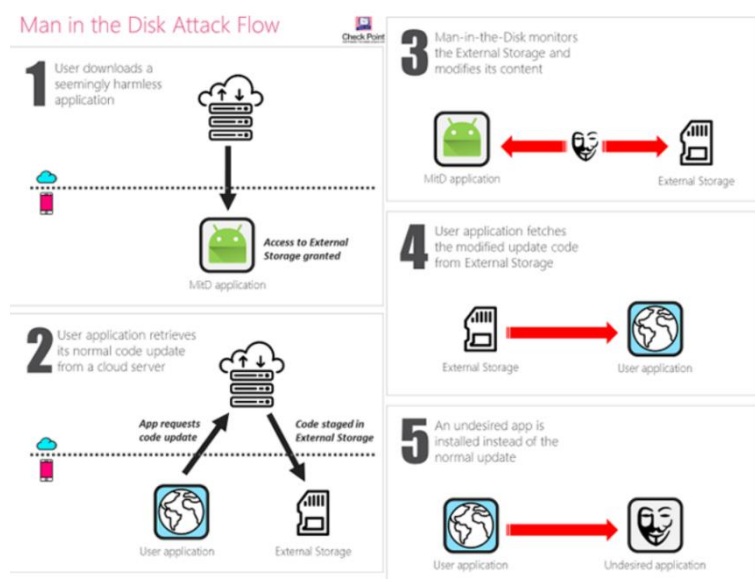 Man in the Disk Attack Flow
Check Point
1
User downloads a
seemingly harmless
application
Access to External
Storage granted
MitD application
2
User application retrieves
its normal code update
from a cloud server
App requests
code update
Code staged in
External Storage
User application
External Storage
3
Man-in-the-Disk monitors
the External Storage and
modifies its content
MitD application
External Storage
4
User application fetches
the modified update code
from External Storage
External Storage
User application
5
An undesired app is
installed instead of the
normal update
User application
Undesired application